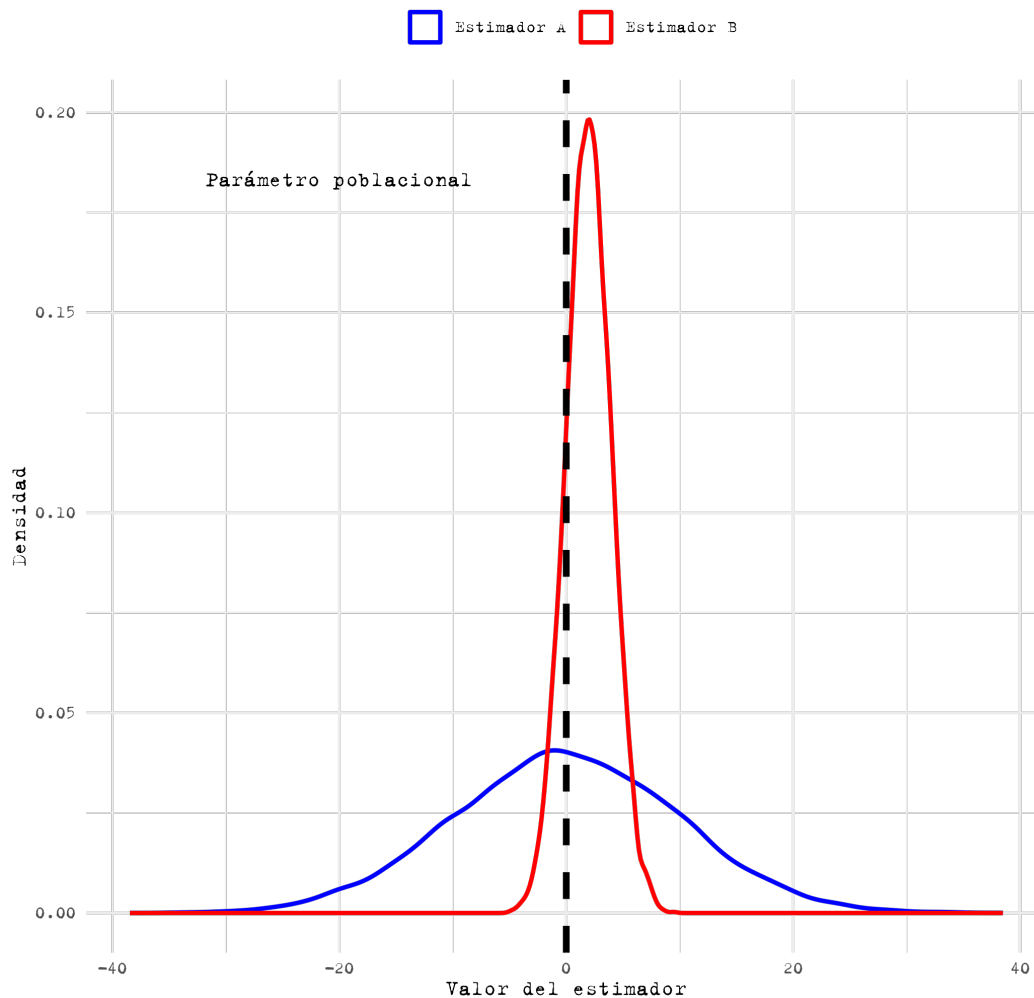 Estimador A Estimador B
0.20
Parámetro poblacional
0.15
Densidad
0.10
0.05
0.00
-40 -20 0 20 40
Valor del estimador